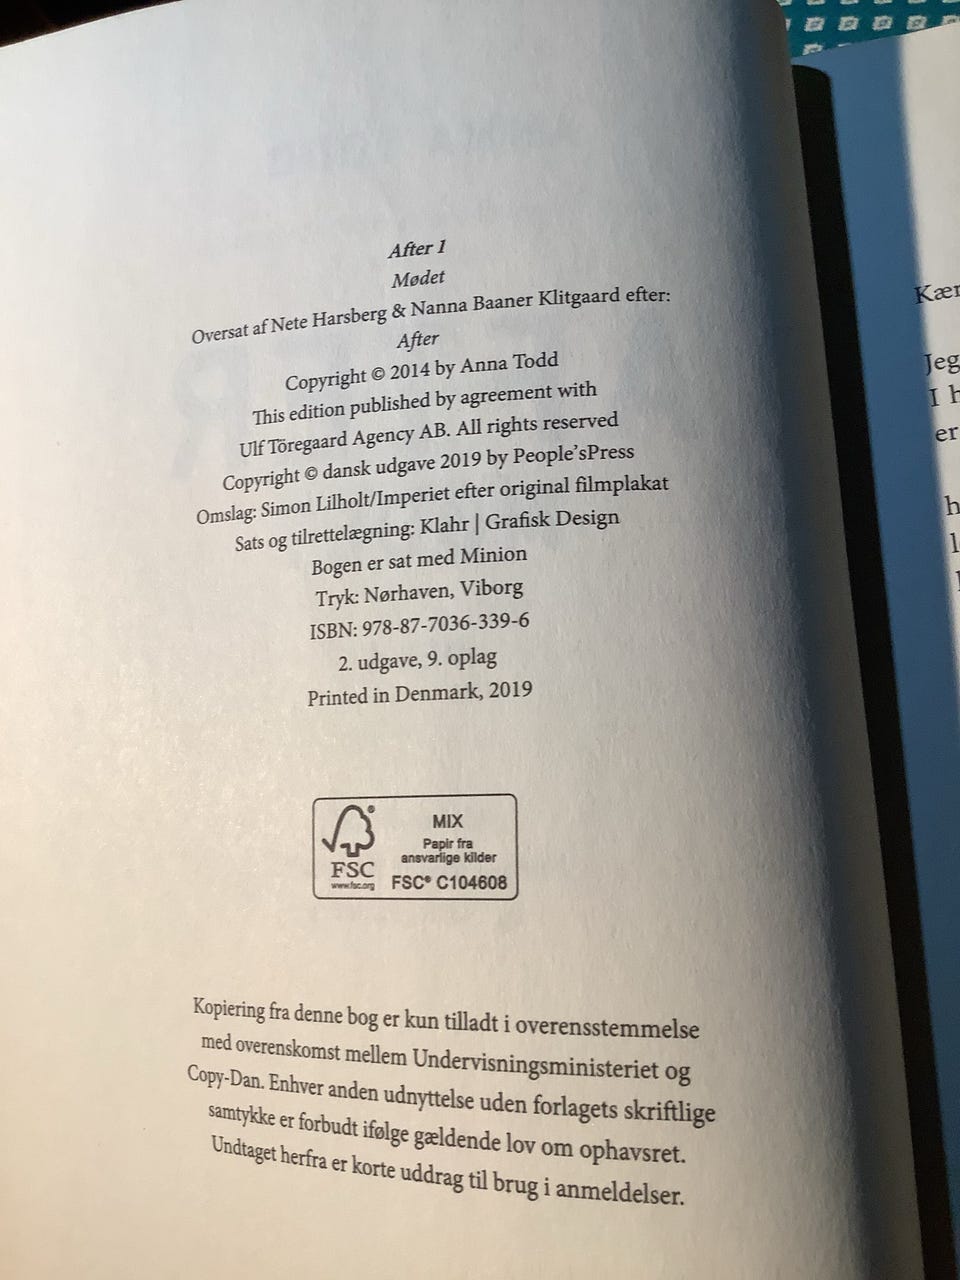 After 1
Mødet
Oversat af Nete Harsberg & Nanna Baaner Klitgaard efter:
After
Copyright © 2014 by Anna Todd
This edition published by agreement with
Ulf Töregaard Agency AB. All rights reserved
Copyright © dansk udgave 2019 by People'sPress
Omslag: Simon Lilholt/Imperiet efter original filmplakat
Sats og tilrettelægning: Klahr | Grafisk Design
Bogen er sat med Minion
Tryk: Nørhaven, Viborg
ISBN: 978-87-7036-339-6
2. udgave, 9. oplag
Printed in Denmark, 2019
FSC
www.fsc.org
MIX
Papir fra
ansvarlige kilder
FSC® C104608
Kopiering fra denne bog er kun tilladt i overensstemmelse
med overenskomst mellem Undervisningsministeriet og
Copy-Dan. Enhver anden udnyttelse uden forlagets skriftlige
samtykke er forbudt ifølge gældende lov om ophavsret.
Undtaget herfra er korte uddrag til brug i anmeldelser.
Jeg
I
er